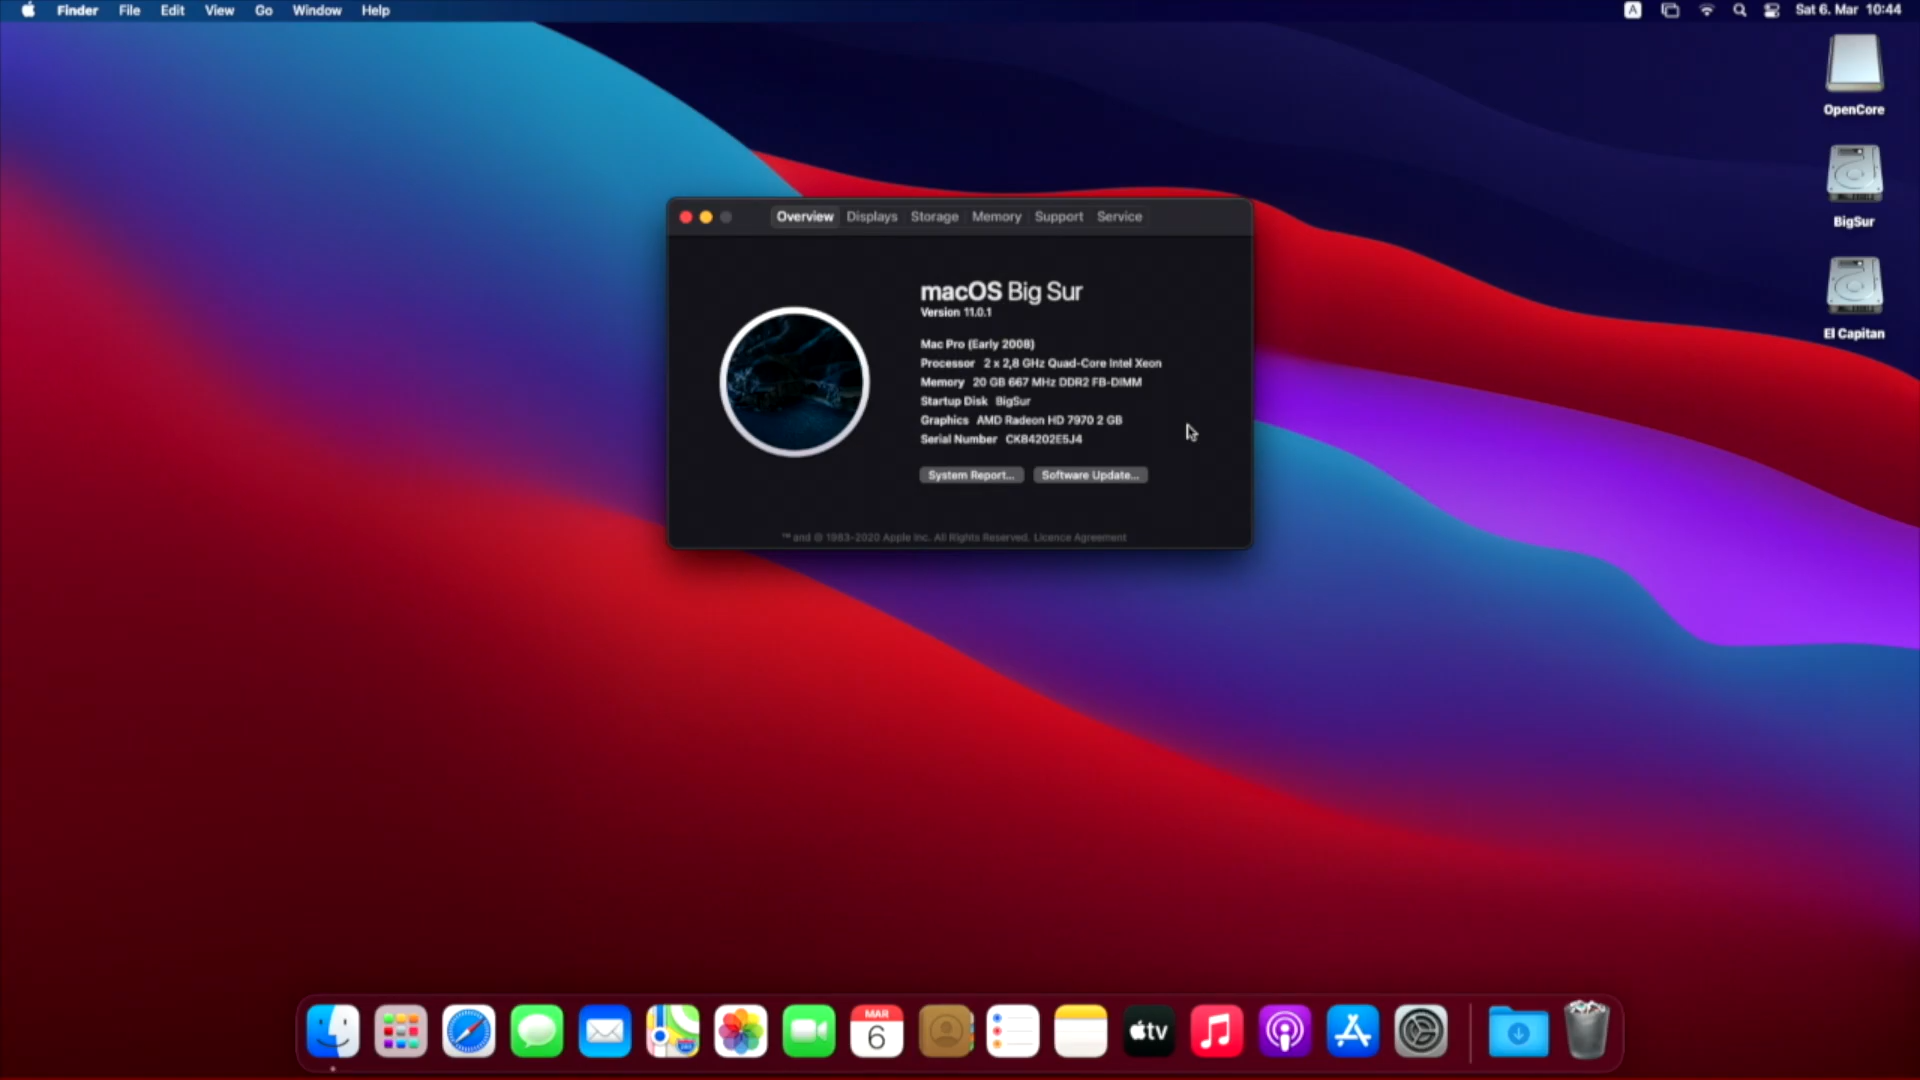 Finder File Edit View Go Window Help
A Sat 6. Mar 10:44
OpenCore
BigSur
El Capitan
Overview Displays Storage Memory Support Service
macOS Big Sur
Version 11.0.1
Mac Pro (Early 2008)
Processor 2 x 2,8 GHz Quad-Core Intel Xeon
Memory 20 GB 667 MHz DDR2 FB-DIMM
Startup Disk BigSur
Graphics AMD Radeon HD 7970 2 GB
Serial Number CK84202E5J4
System Report... Software Update...
™ and © 1983-2020 Apple Inc. All Rights Reserved. Licence Agreement
MAR
6
tv